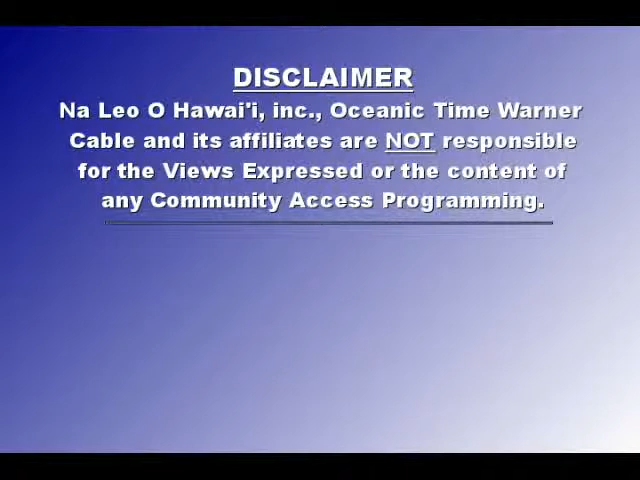 DISCLAIMER
Na Leo O Hawai'i, inc., Oceanic Time Warner
Cable and its affiliates are NOT responsible
for the Views Expressed or the content of
any Community Access Programming.